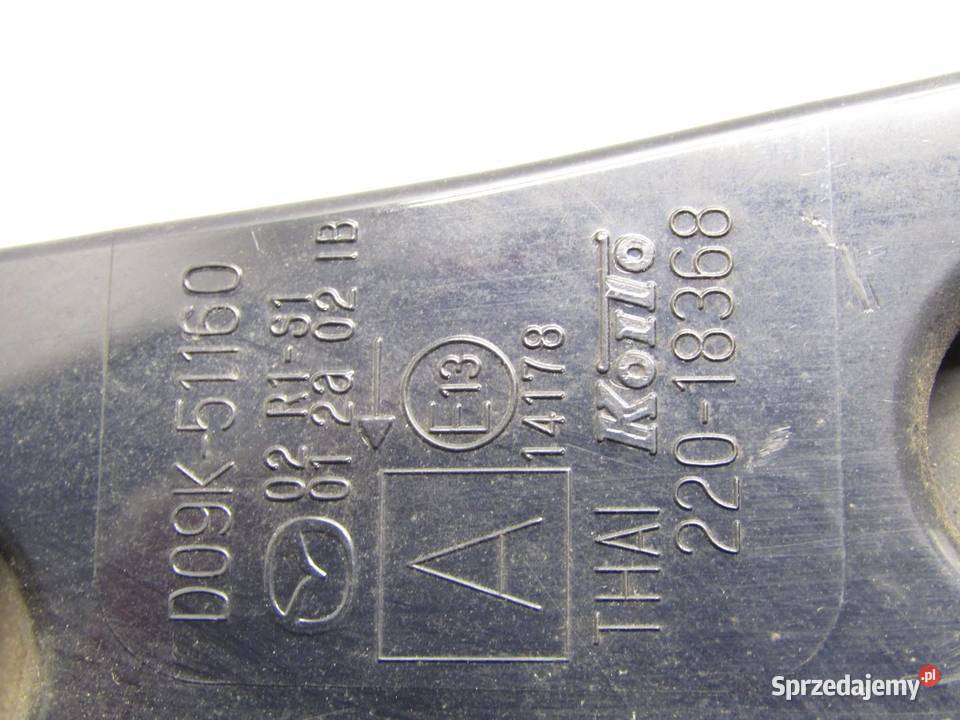 D09K-51160
02 R1-S1
01 2a 02 IB
E13
14178
A
Koito
THAI
220-18368
Sprzedajemy.pl